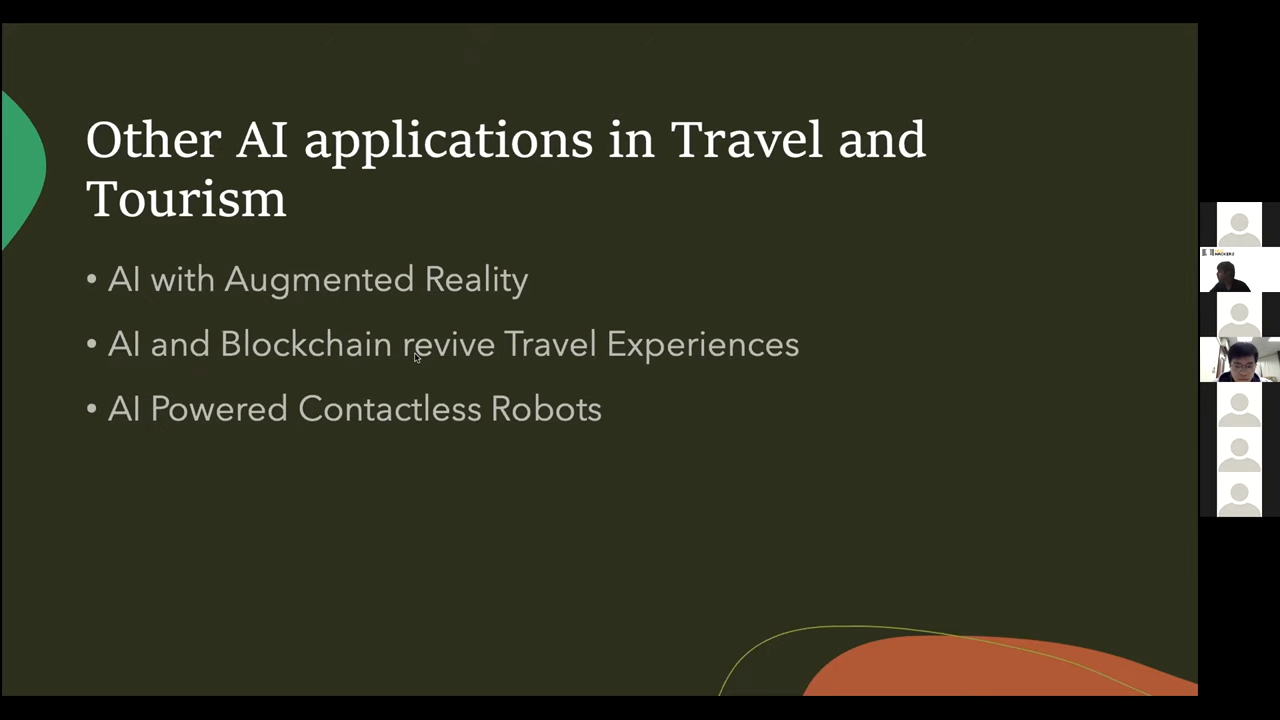 Other AI applications in Travel and
Tourism
• AI with Augmented Reality
• AI and Blockchain revive Travel Experiences
• AI Powered Contactless Robots